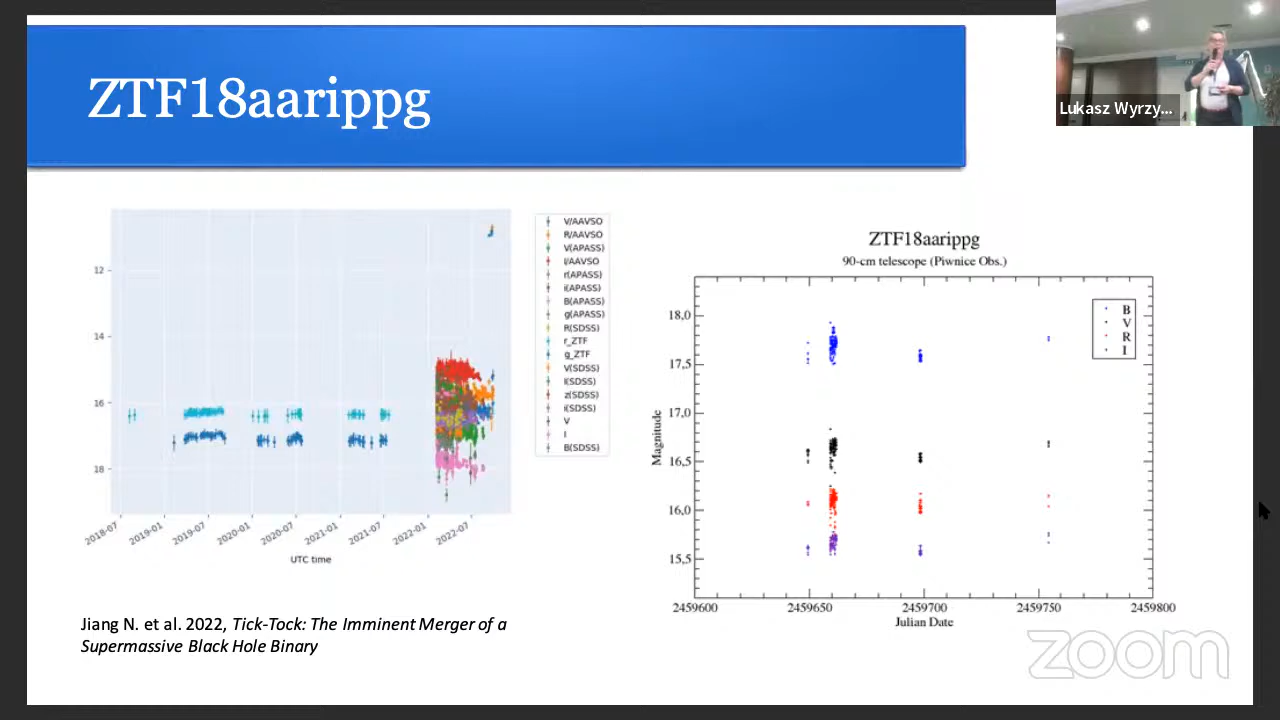 ZTF18aarippg
Lukasz Wyrzy...
12
14
16
18
2018-07
2019-01
2019-07
2020-01
2020-07
2021-01
2021-07
2022-01
2022-07
UTC time
V/AAVSO
R/AAVSO
V(APASS)
I/AAVSO
r(APASS)
i(APASS)
B(APASS)
g(APASS)
R(SDSS)
r_ZTF
g_ZTF
V(SDSS)
I(SDSS)
z(SDSS)
i(SDSS)
V
I
B(SDSS)
ZTF18aarippg
90-cm telescope (Piwnice Obs.)
B
V
R
I
Magnitude
18,0
17,5
17,0
16,5
16,0
15,5
2459600
2459650
2459700
2459750
2459800
Julian Date
Jiang N. et al. 2022, Tick-Tock: The Imminent Merger of a
Supermassive Black Hole Binary
zoom